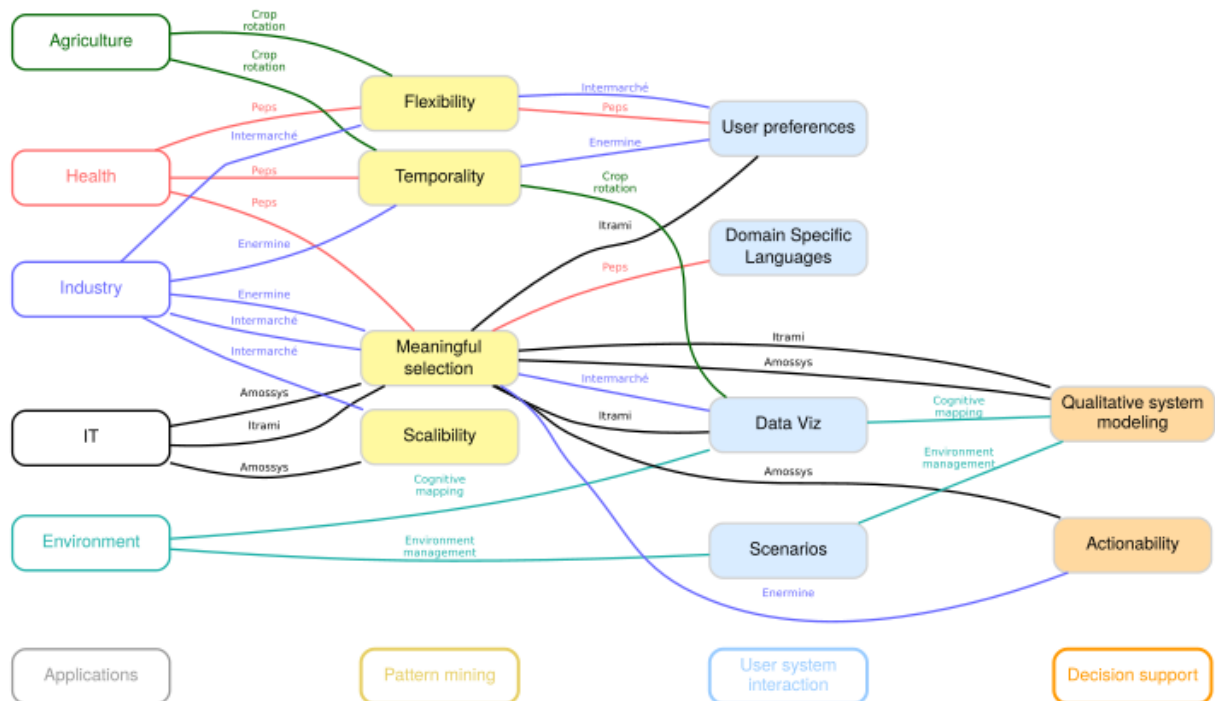 Agriculture
Crop
rotation
Crop
rotation
Flexibility
Intermarché
Peps
User preferences
Peps
Intermarché
Health
Peps
Temporality
Enermine
Crop
rotation
Peps
Itrami
Domain Specific
Languages
Peps
Enermine
Industry
Enermine
Intermarché
Intermarché
Meaningful
selection
Itrami
Amossys
Intermarché
Amossys
Itrami
IT
Amossys
Scalibility
Itrami
Data Viz
Cognitive
mapping
Qualitative system
modeling
Environment
management
Amossys
Cognitive
mapping
Environment
Environment
management
Scenarios
Actionability
Enermine
Applications
Pattern mining
User system
interaction
Decision support